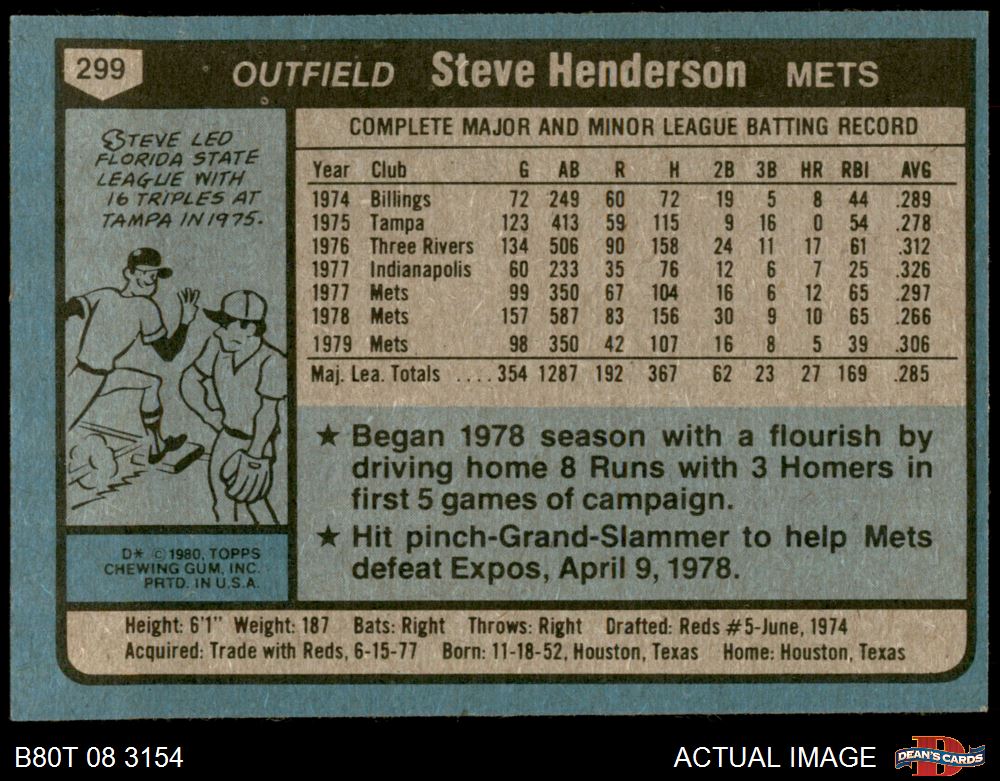 299 OUTFIELD Steve Henderson METS
STEVE LED
FLORIDA STATE
LEAGUE WITH
16 TRIPLES AT
TAMPA IN 1975.
COMPLETE MAJOR AND MINOR LEAGUE BATTING RECORD
Year Club G AB R H 2B 3B HR RBI AVG
1974 Billings 72 249 60 72 19 5 8 44 .289
1975 Tampa 123 413 59 115 9 16 0 54 .278
1976 Three Rivers 134 506 90 158 24 11 17 61 .312
1977 Indianapolis 60 233 35 76 12 6 7 25 .326
1977 Mets 99 350 67 104 16 6 12 65 .297
1978 Mets 157 587 83 156 30 9 10 65 .266
1979 Mets 98 350 42 107 16 8 5 39 .306
Maj. Lea. Totals .... 354 1287 192 367 62 23 27 169 .285
★ Began 1978 season with a flourish by
driving home 8 Runs with 3 Homers in
first 5 games of campaign.
★ Hit pinch-Grand-Slammer to help Mets
defeat Expos, April 9, 1978.
D* © 1980, TOPPS
CHEWING GUM, INC.
PRTD. IN U.S.A.
Height: 6'1" Weight: 187 Bats: Right Throws: Right Drafted: Reds #5-June, 1974
Acquired: Trade with Reds, 6-15-77 Born: 11-18-52, Houston, Texas Home: Houston, Texas
B80T 08 3154 ACTUAL IMAGE DEAN'S CARDS